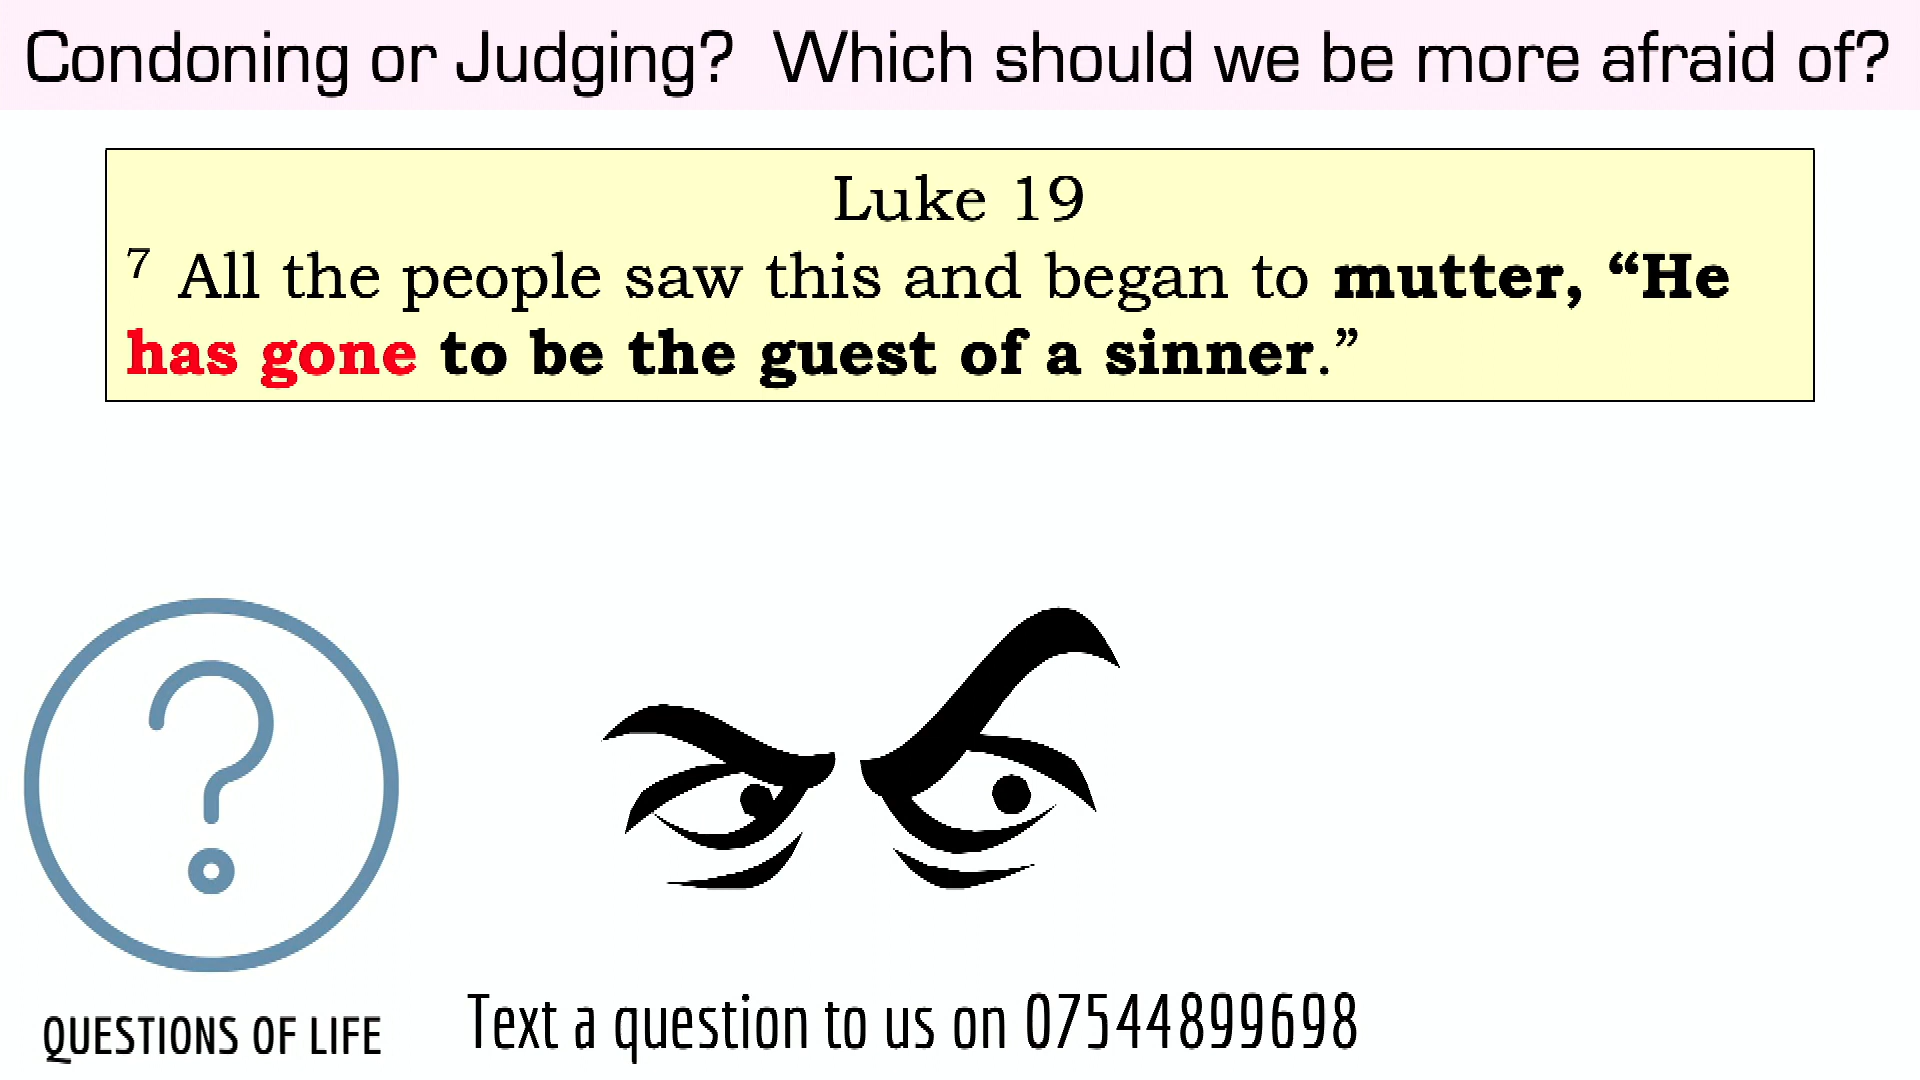 Condoning or Judging? Which should we be more afraid of?
Luke 19
7 All the people saw this and began to mutter, “He
has gone to be the guest of a sinner.”
QUESTIONS OF LIFE
Text a question to us on 07544899698